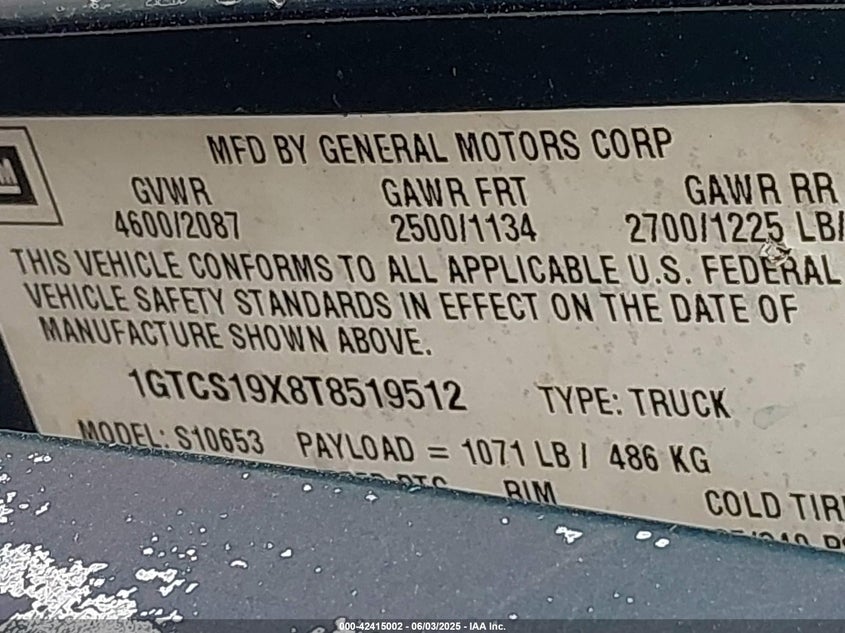 MFD BY GENERAL MOTORS CORP
GVWR GAWR FRT GAWR RR
4600/2087 2500/1134 2700/1225 LB/
THIS VEHICLE CONFORMS TO ALL APPLICABLE U.S. FEDERAL
VEHICLE SAFETY STANDARDS IN EFFECT ON THE DATE OF
MANUFACTURE SHOWN ABOVE.
1GTCS19X8T8519512 TYPE: TRUCK
MODEL: S10653 PAYLOAD = 1071 LB / 486 KG
RIM COLD TIR
000-42415002 - 06/03/2025 - IAA Inc.